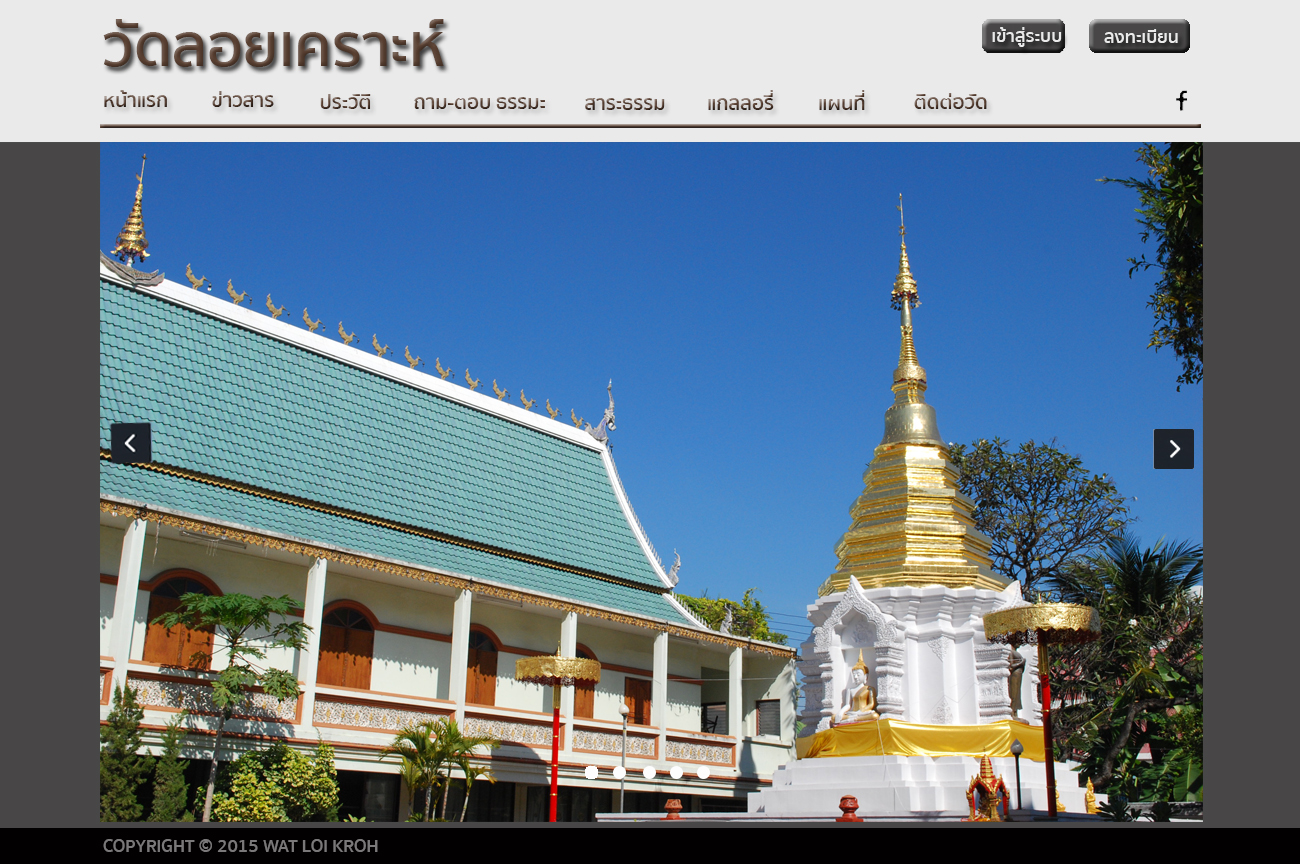 วัดลอยเคราะห์
เข้าสู่ระบบ ลงทะเบียน
หน้าแรก ข่าวสาร ประวัติ ถาม-ตอบ ธรรมะ สาระธรรม แกลลอรี่ แผนที่ ติดต่อวัด f
COPYRIGHT © 2015 WAT LOI KROH